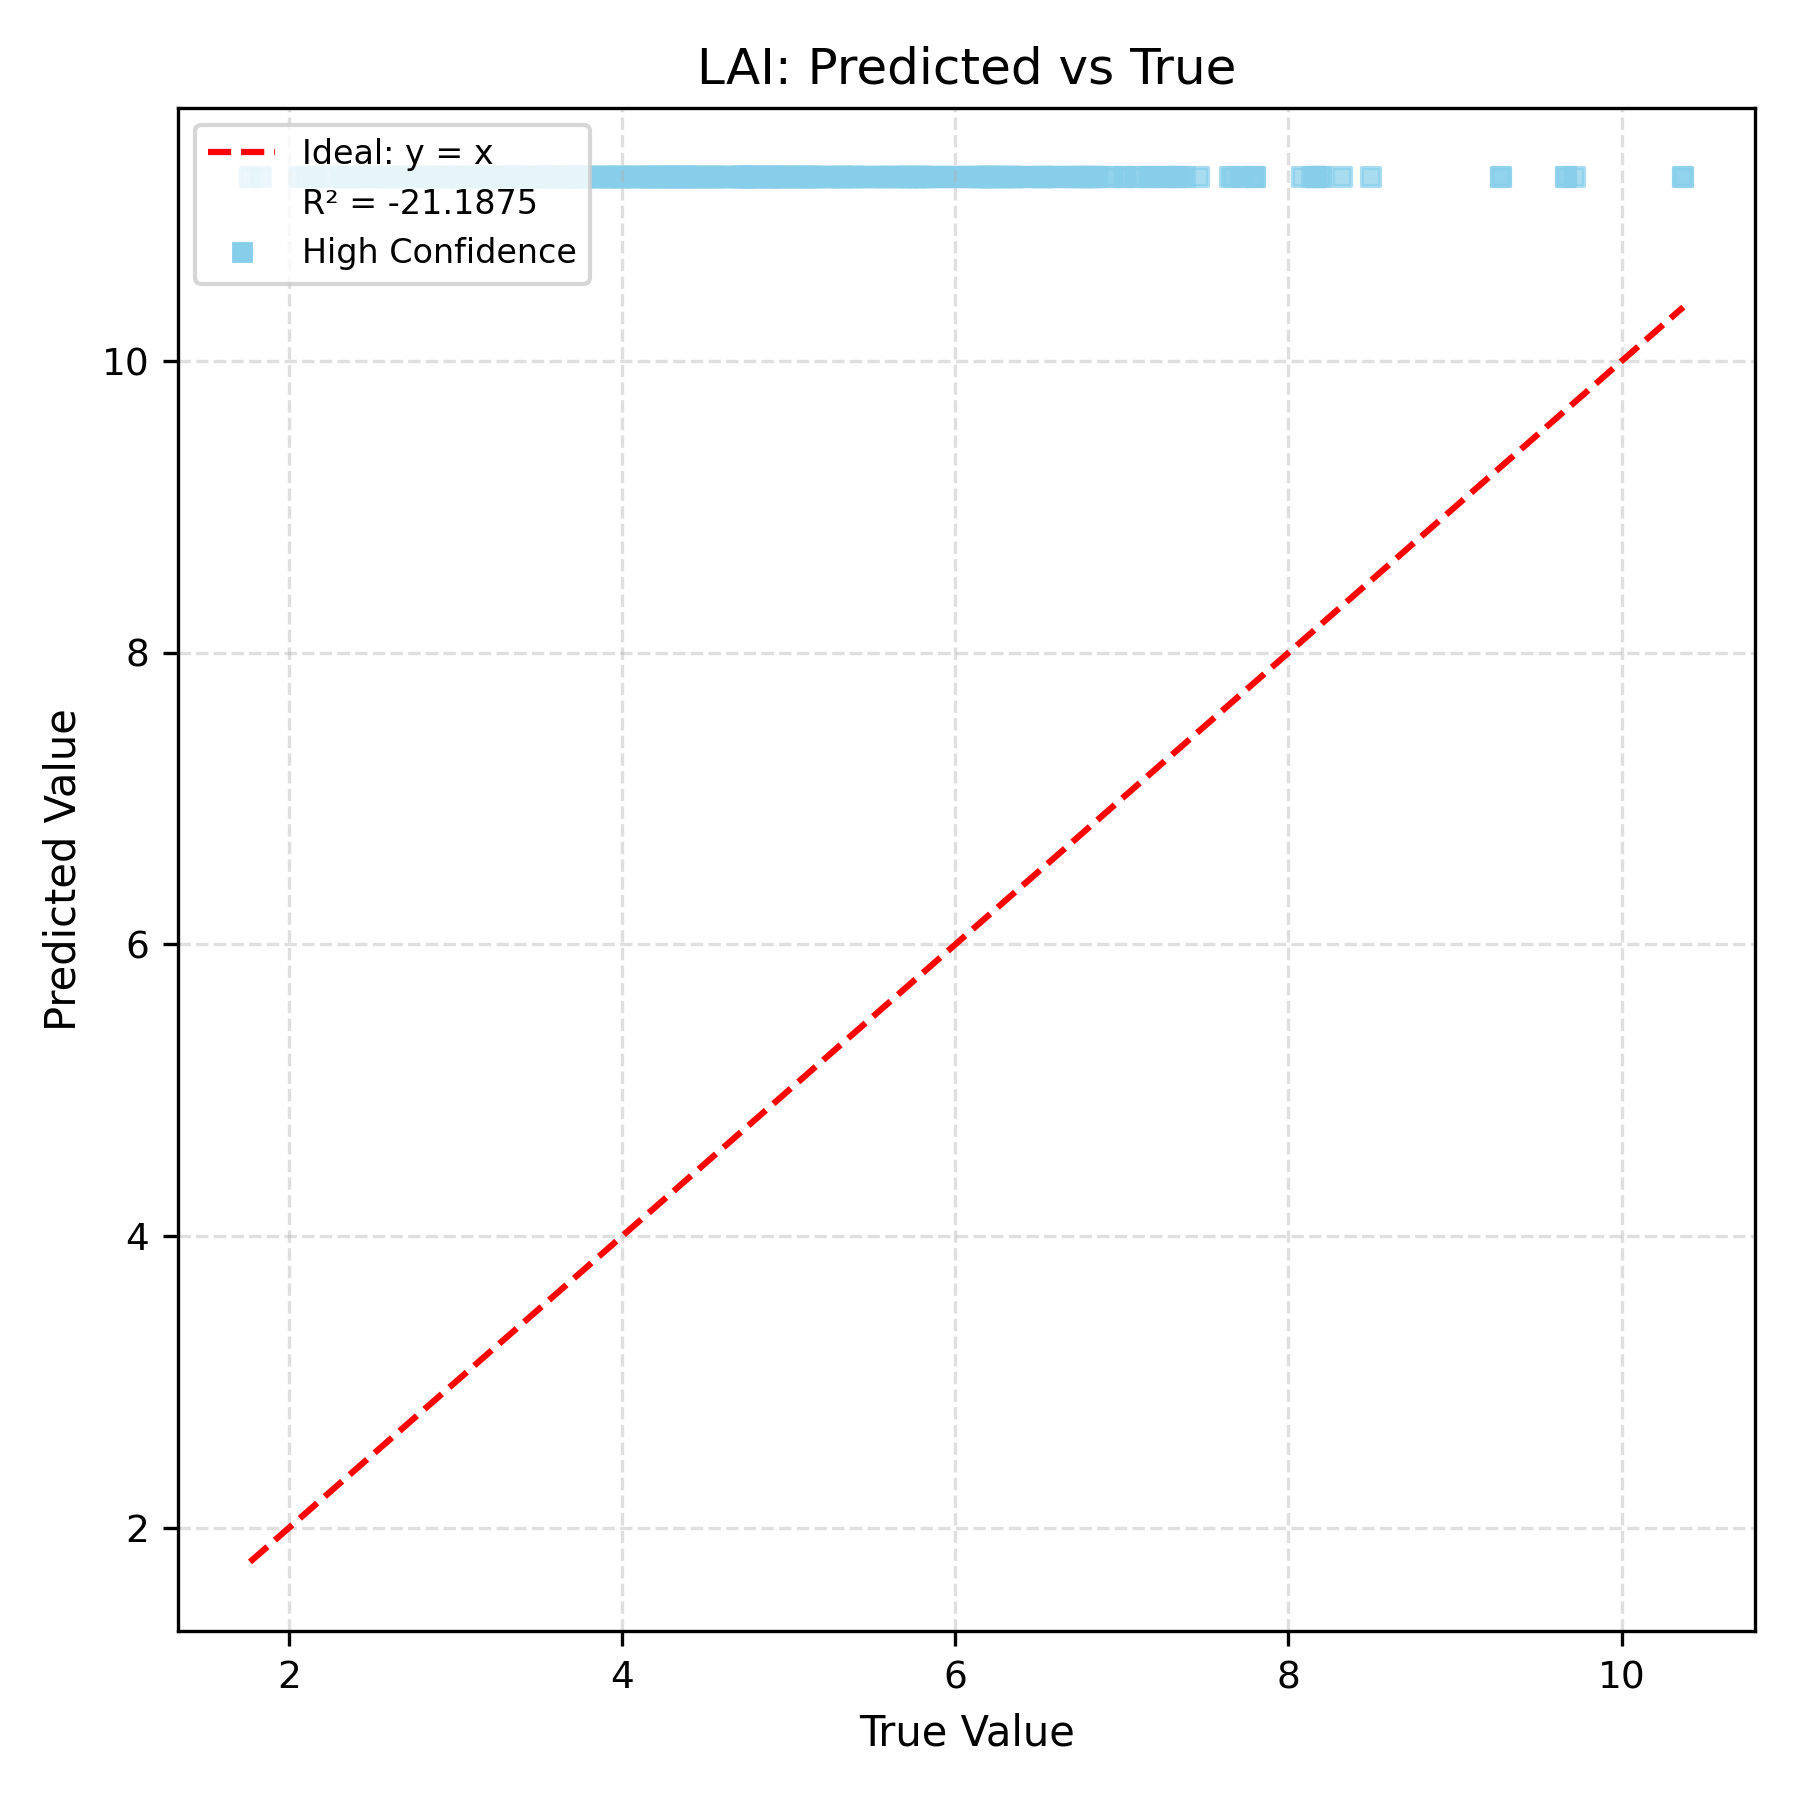 LAI: Predicted vs True
Ideal: y = x
R² = -21.1875
High Confidence
10
8
6
4
2
Predicted Value
2 4 6 8 10
True Value